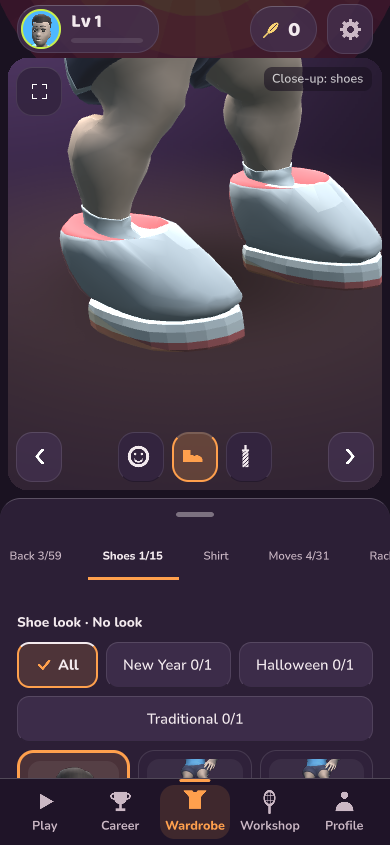 Lv 1
0
Close-up: shoes
Back 3/59
Shoes 1/15
Shirt
Moves 4/31
Shoe look · No look
All
New Year 0/1
Halloween 0/1
Traditional 0/1
Play
Career
Wardrobe
Workshop
Profile